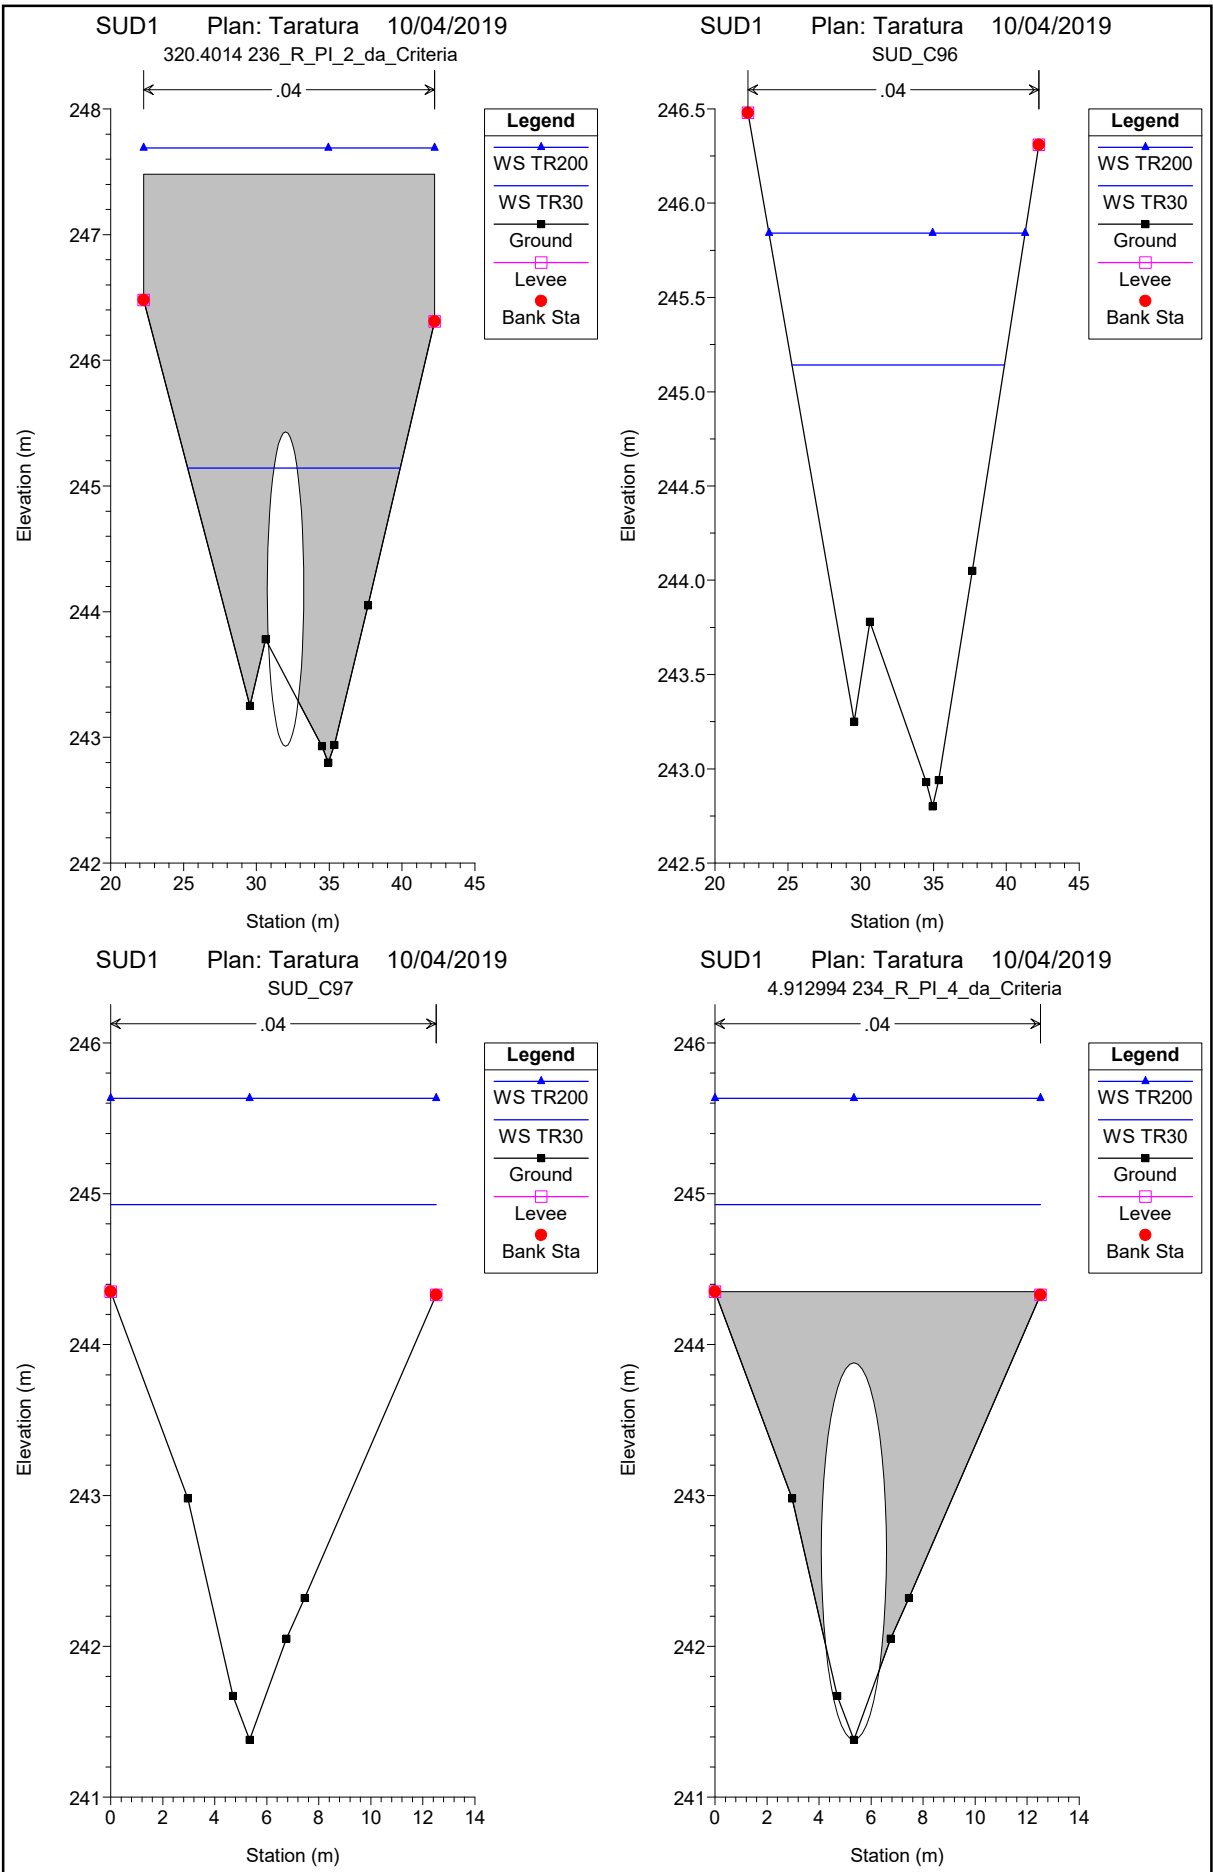 SUD1 Plan: Taratura 10/04/2019
320.4014 236_R_PI_2_da_Criteria
.04
248
247
246
245
244
243
242
20 25 30 35 40 45
Elevation (m)
Station (m)
Legend
WS TR200
WS TR30
Ground
Levee
Bank Sta
SUD1 Plan: Taratura 10/04/2019
SUD_C96
.04
246.5
246.0
245.5
245.0
244.5
244.0
243.5
243.0
242.5
20 25 30 35 40 45
Elevation (m)
Station (m)
Legend
WS TR200
WS TR30
Ground
Levee
Bank Sta
SUD1 Plan: Taratura 10/04/2019
SUD_C97
.04
246
245
244
243
242
241
0 2 4 6 8 10 12 14
Elevation (m)
Station (m)
Legend
WS TR200
WS TR30
Ground
Levee
Bank Sta
SUD1 Plan: Taratura 10/04/2019
4.912994 234_R_PI_4_da_Criteria
.04
246
245
244
243
242
241
0 2 4 6 8 10 12 14
Elevation (m)
Station (m)
Legend
WS TR200
WS TR30
Ground
Levee
Bank Sta